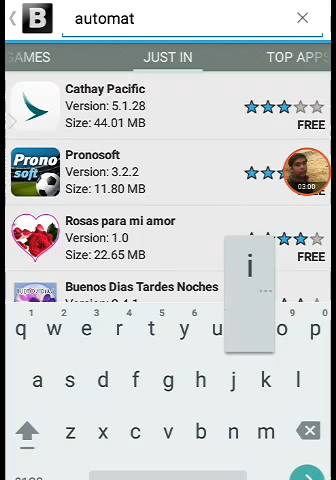 B automat
GAMES JUST IN TOP APPS
Cathay Pacific
Version: 5.1.28
Size: 44.01 MB
FREE
Prono soft
Pronosoft
Version: 3.2.2
Size: 11.80 MB
03:00
Rosas para mi amor
Version: 1.0
Size: 22.65 MB
FREE
Buenos Dias Tardes Noches
i
1 2 3 4 5 6 9 0
q w e r t y u o p
a s d f g h j k l
z x c v b n m